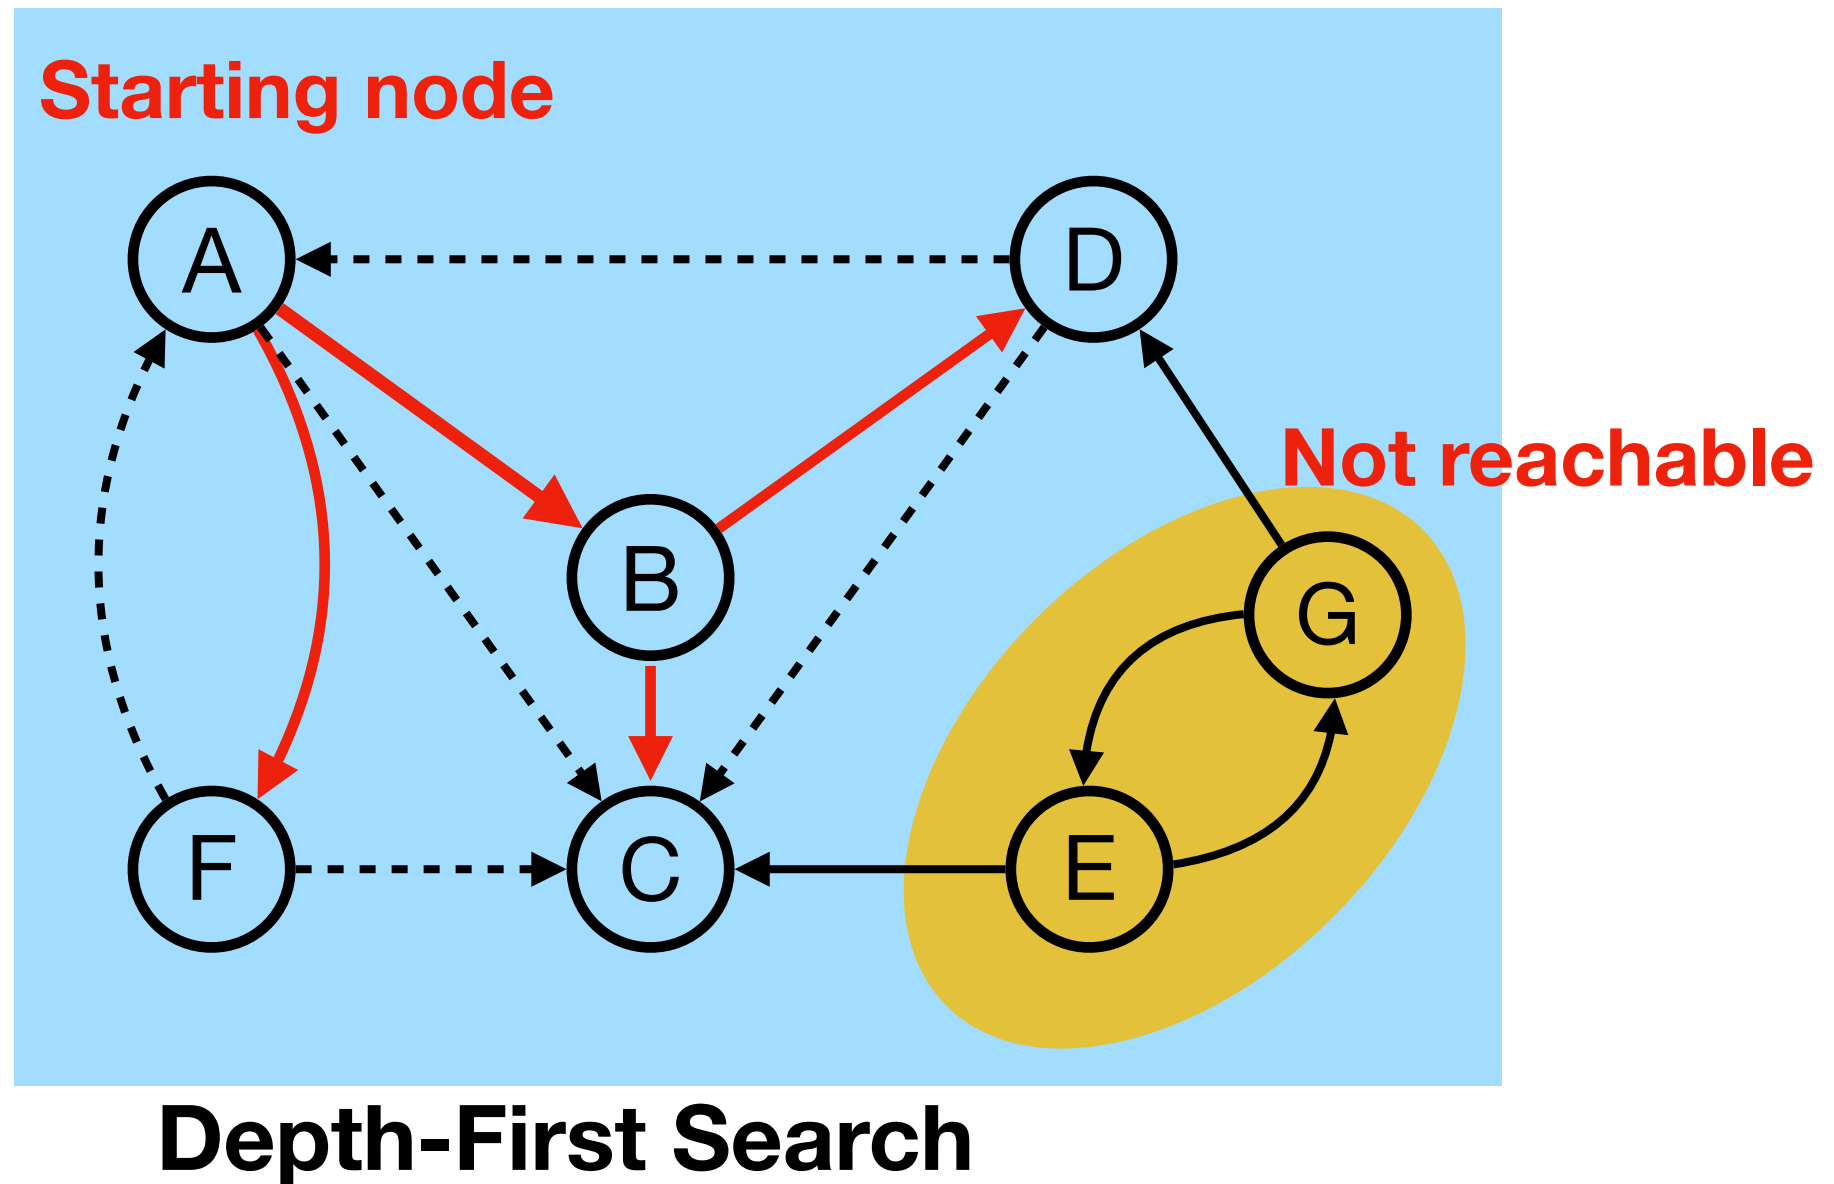 Starting node
A
D
Not reachable
B
G
F
C
E
Depth-First Search